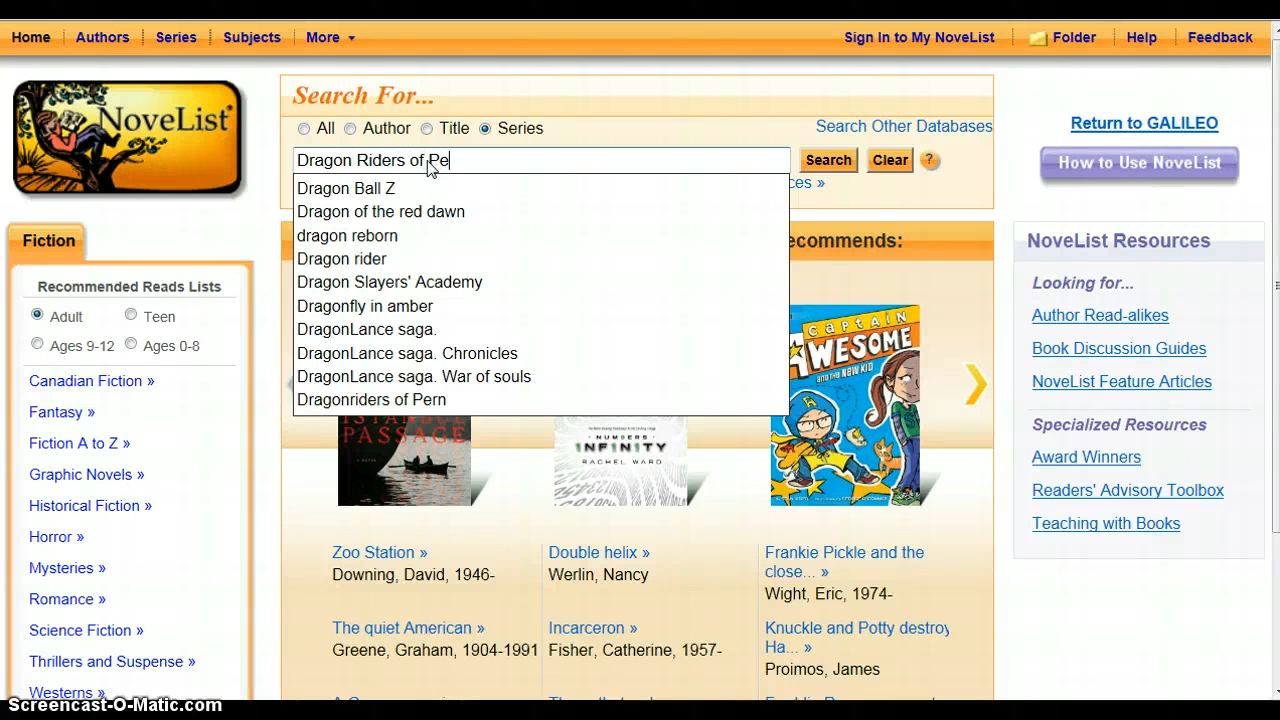 Home Authors Series Subjects More Sign In to My NoveList Folder Help Feedback
NoveList®
Search For...
All Author Title Series
Search Other Databases
Dragon Riders of Pe
Search Clear ?
ces »
Dragon Ball Z
Dragon of the red dawn
dragon reborn
Dragon rider
Dragon Slayers' Academy
Dragonfly in amber
DragonLance saga.
DragonLance saga. Chronicles
DragonLance saga. War of souls
Dragonriders of Pern
Return to GALILEO
How to Use NoveList
Fiction
Recommended Reads Lists
Adult Teen
Ages 9-12 Ages 0-8
Canadian Fiction »
Fantasy »
Fiction A to Z »
Graphic Novels »
Historical Fiction »
Horror »
Mysteries »
Romance »
Science Fiction »
Thrillers and Suspense »
Westerns »
ecommends:
ISTANBUL
PASSAGE
NUMBERS
INFINITY
RACHEL WARD
CAPTAIN
AWESOME
AND THE NEW KID
Zoo Station »
Downing, David, 1946-
The quiet American »
Greene, Graham, 1904-1991
Double helix »
Werlin, Nancy
Incarceron »
Fisher, Catherine, 1957-
Frankie Pickle and the
close... »
Wight, Eric, 1974-
Knuckle and Potty destroy
Ha... »
Proimos, James
NoveList Resources
Looking for...
Author Read-alikes
Book Discussion Guides
NoveList Feature Articles
Specialized Resources
Award Winners
Readers' Advisory Toolbox
Teaching with Books
Screencast-O-Matic.com